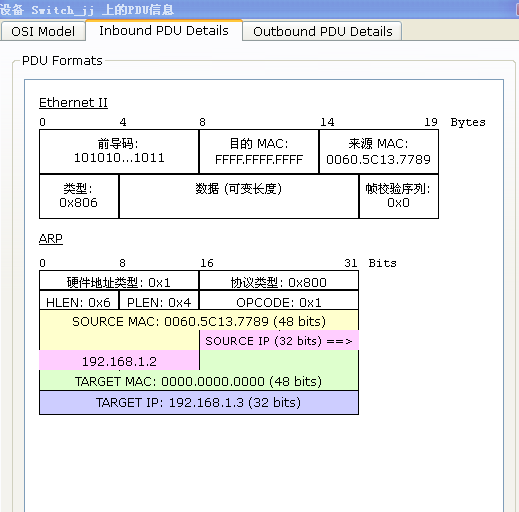 设备 Switch_jj 上的PDU信息
OSI Model Inbound PDU Details Outbound PDU Details
PDU Formats
Ethernet II
0 4 8 14 19 Bytes
前导码: 目的 MAC: 来源 MAC:
101010...1011 FFFF.FFFF.FFFF 0060.5C13.7789
类型: 数据 (可变长度) 帧校验序列:
0x806 0x0
ARP
0 8 16 31 Bits
硬件地址类型: 0x1 协议类型: 0x800
HLEN: 0x6 PLEN: 0x4 OPCODE: 0x1
SOURCE MAC: 0060.5C13.7789 (48 bits)
SOURCE IP (32 bits) ==>
192.168.1.2
TARGET MAC: 0000.0000.0000 (48 bits)
TARGET IP: 192.168.1.3 (32 bits)